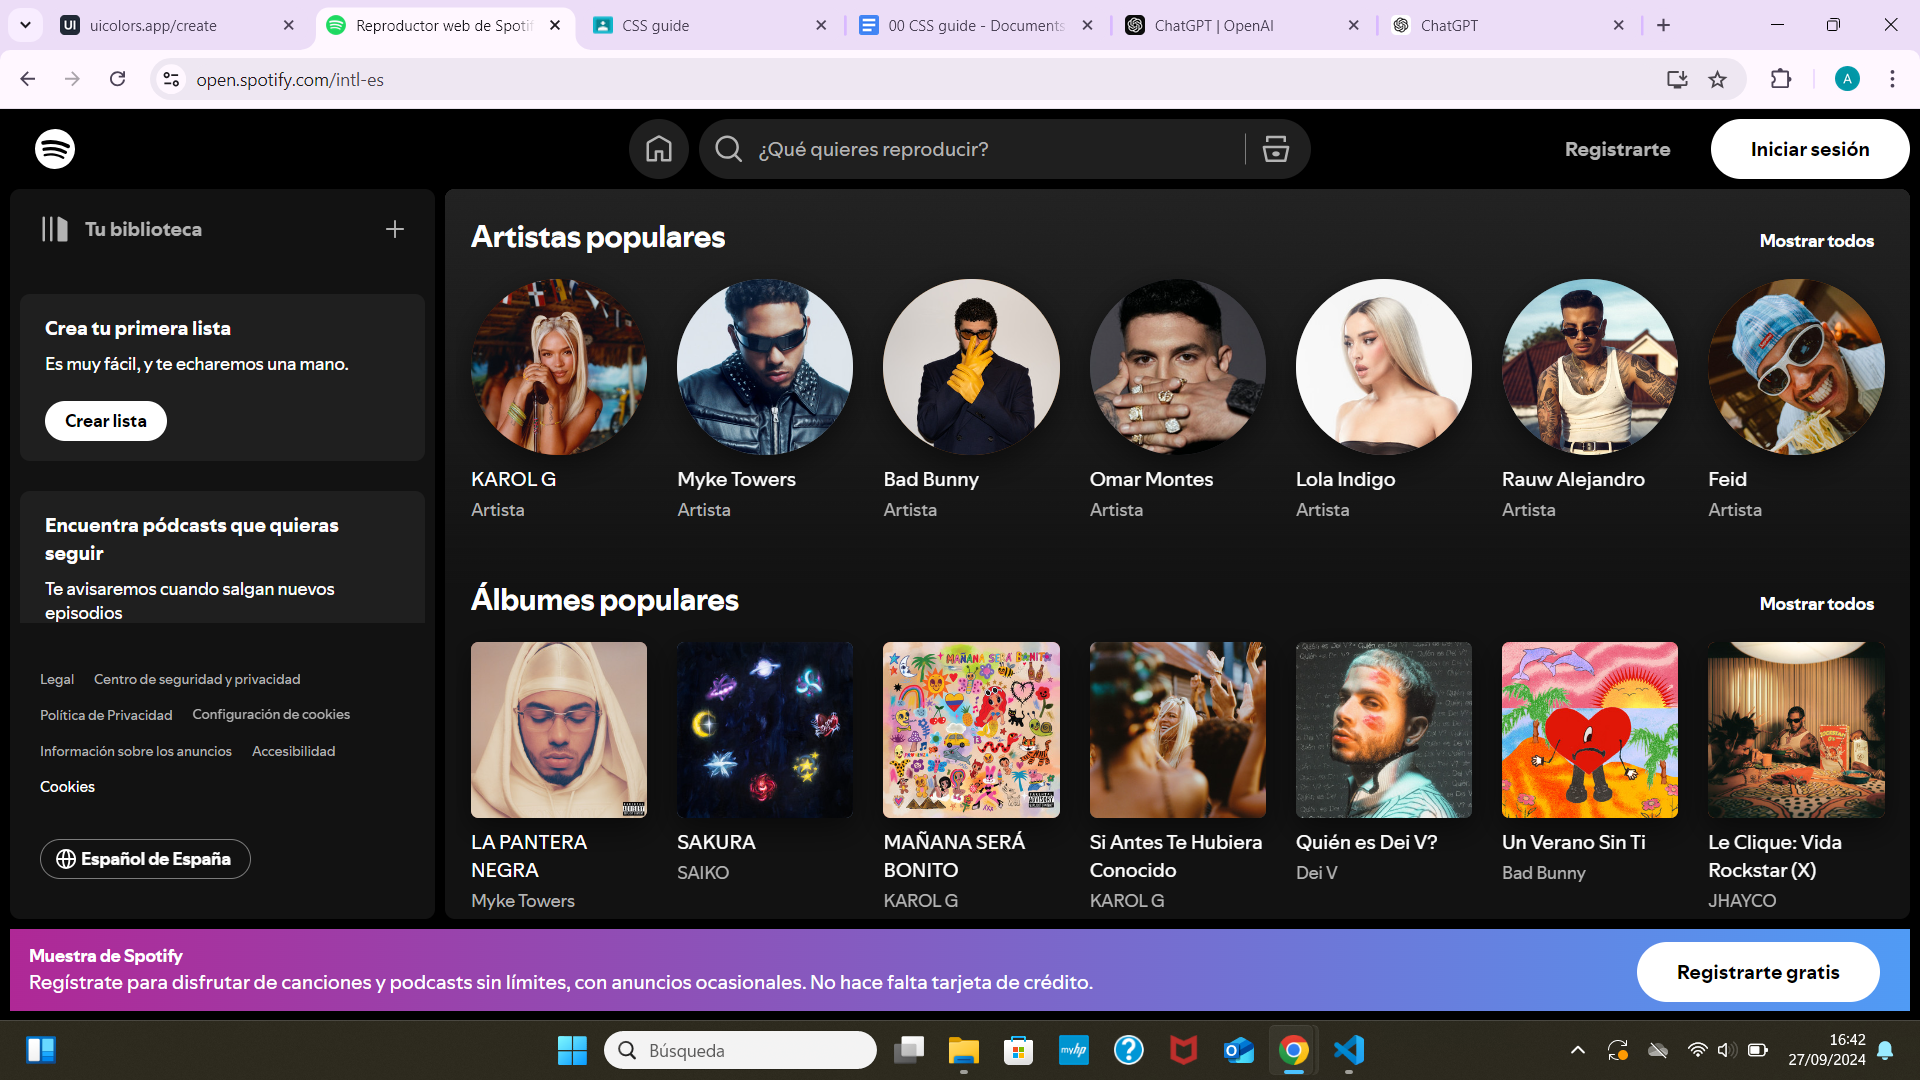 uicolors.app/create
Reproductor web de Spotif
CSS guide
00 CSS guide - Documents
ChatGPT | OpenAI
ChatGPT
open.spotify.com/intl-es
A
¿Qué quieres reproducir?
Registrarte
Iniciar sesión
Tu biblioteca
Crea tu primera lista
Es muy fácil, y te echaremos una mano.
Crear lista
Encuentra pódcasts que quieras
seguir
Te avisaremos cuando salgan nuevos
episodios
Legal
Centro de seguridad y privacidad
Política de Privacidad
Configuración de cookies
Información sobre los anuncios
Accesibilidad
Cookies
Español de España
Artistas populares
Mostrar todos
KAROL G
Artista
Myke Towers
Artista
Bad Bunny
Artista
Omar Montes
Artista
Lola Indigo
Artista
Rauw Alejandro
Artista
Feid
Artista
Álbumes populares
Mostrar todos
MAÑANA SERÁ BONITO
LA PANTERA
NEGRA
Myke Towers
SAKURA
SAIKO
MAÑANA SERÁ
BONITO
KAROL G
Si Antes Te Hubiera
Conocido
KAROL G
Quién es Dei V?
Dei V
Un Verano Sin Ti
Bad Bunny
Le Clique: Vida
Rockstar (X)
JHAYCO
Muestra de Spotify
Regístrate para disfrutar de canciones y podcasts sin límites, con anuncios ocasionales. No hace falta tarjeta de crédito.
Registrarte gratis
Búsqueda
myhp
16:42
27/09/2024